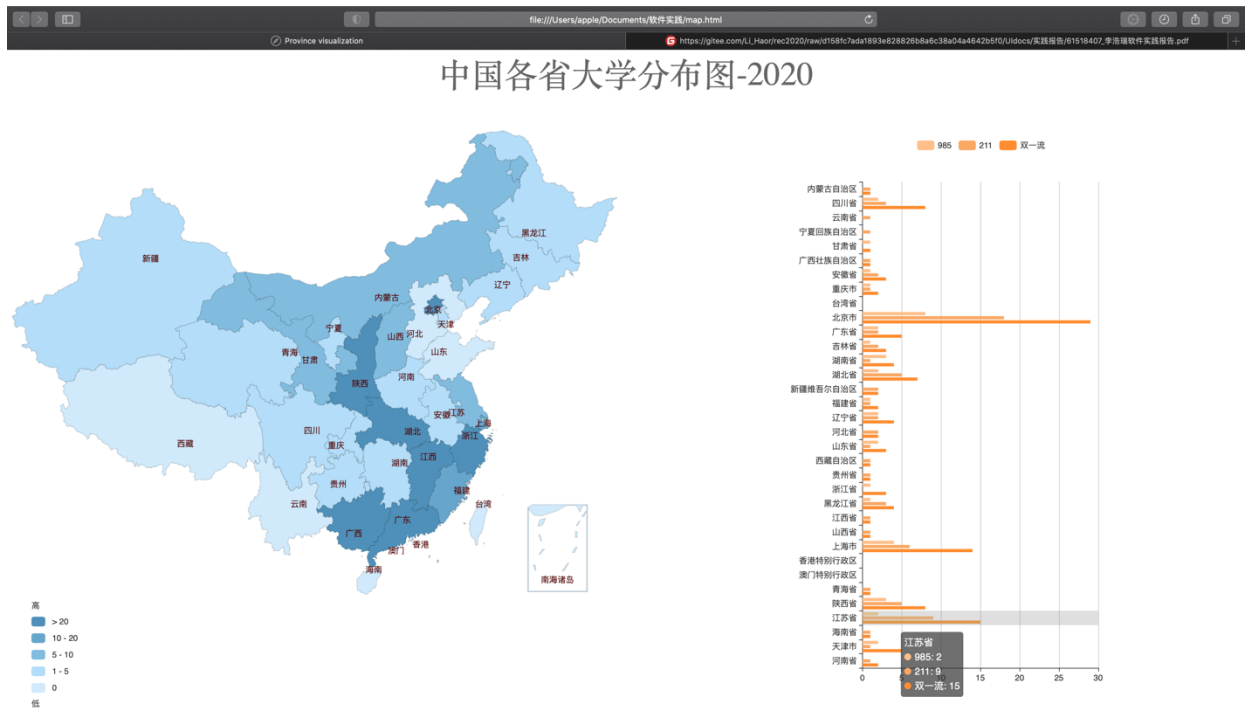 file:///Users/apple/Documents/软件实践/map.html
Province visualization
https://gitee.com/Li_Haor/rec2020/raw/d158fc7ada1893e828826b8a6c38a04a4642b5f0/UIdocs/实践报告/61518407_李浩瑞软件实践报告.pdf
中国各省大学分布图-2020
新疆
西藏
青海
甘肃
内蒙古
宁夏
黑龙江
吉林
辽宁
北京
天津
河北
山西
山东
陕西
河南
四川
重庆
湖北
安徽
江苏
上海
浙江
湖南
江西
贵州
云南
福建
台湾
广西
广东
香港
澳门
海南
南海诸岛
高
> 20
10 - 20
5 - 10
1 - 5
0
低
985 211 双一流
内蒙古自治区
四川省
云南省
宁夏回族自治区
甘肃省
广西壮族自治区
安徽省
重庆市
台湾省
北京市
广东省
吉林省
湖南省
湖北省
新疆维吾尔自治区
福建省
辽宁省
河北省
山东省
西藏自治区
贵州省
浙江省
黑龙江省
江西省
山西省
上海市
香港特别行政区
澳门特别行政区
青海省
陕西省
江苏省
海南省
天津市
河南省
江苏省
985: 2
211: 9
双一流: 15
0 5 10 15 20 25 30